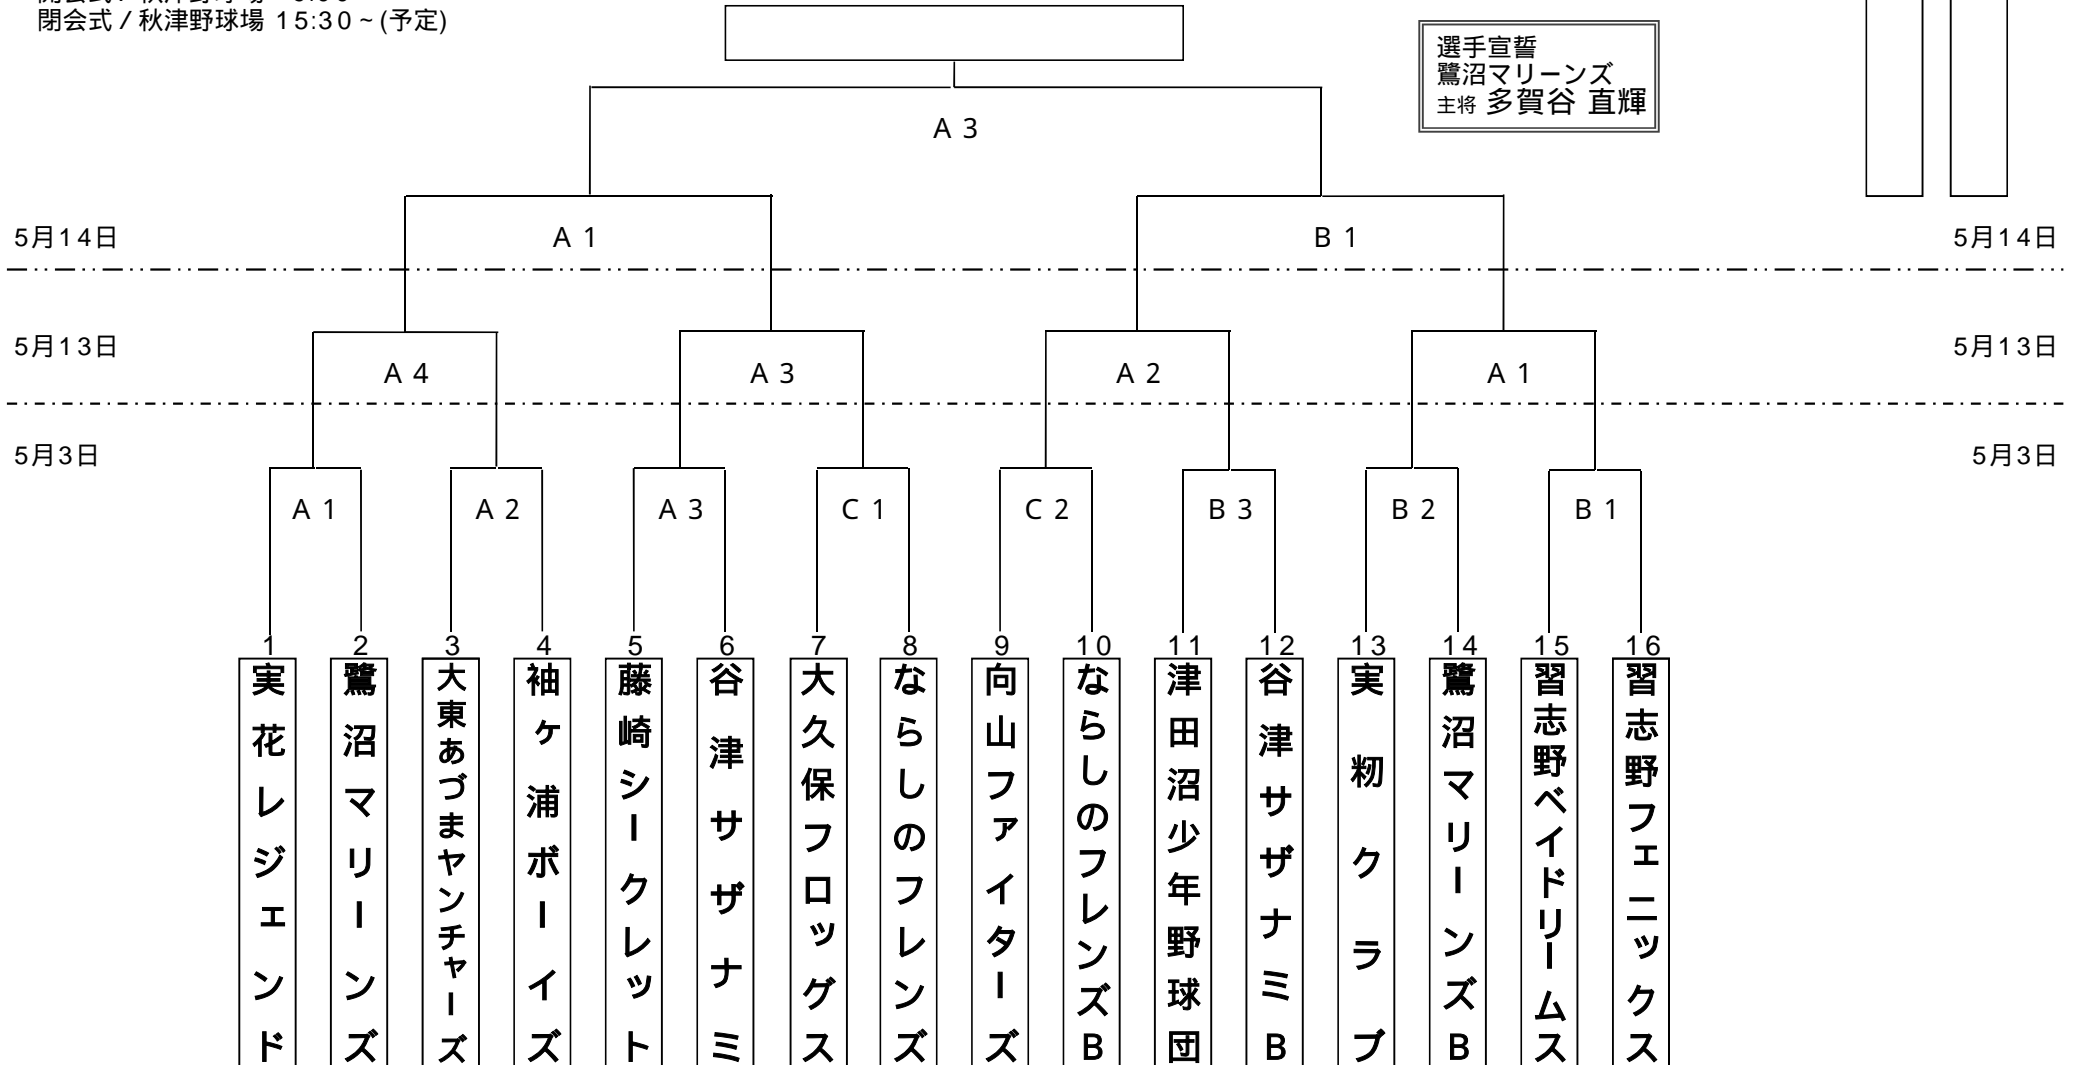 閉会式 / 秋津野球場 15:30~(予定)
選手宣誓
鷺沼マリーンズ
主将 多賀谷 直輝
A 3
5月14日
A 1
B 1
5月14日
5月13日
A 4
A 3
A 2
A 1
5月13日
5月3日
A 1
A 2
A 3
C 1
C 2
B 3
B 2
B 1
5月3日
1
2
3
4
5
6
7
8
9
10
11
12
13
14
15
16
実花レジェンド
鷺沼マリーンズ
大東あづまヤンチャーズ
袖ヶ浦ボーイズ
藤崎シークレット
谷津サザナミ
大久保フロッグス
ならしのフレンズ
向山ファイターズ
ならしのフレンズB
津田沼少年野球団
谷津サザナミB
実籾クラブ
鷺沼マリーンズB
習志野ベイドリームス
習志野フェニックス